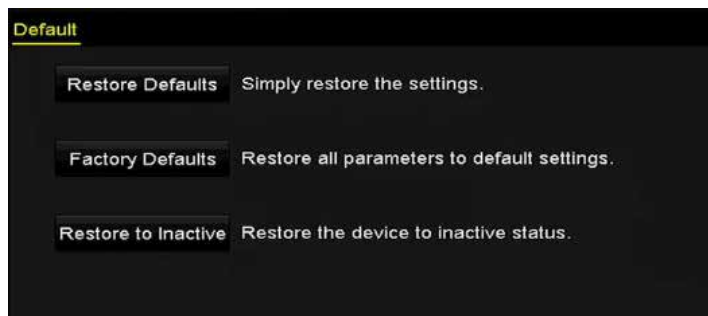 Default
Restore Defaults Simply restore the settings.
Factory Defaults Restore all parameters to default settings.
Restore to Inactive Restore the device to inactive status.